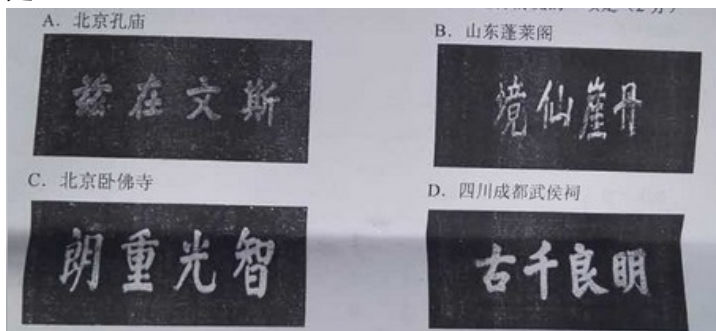 A. 北京孔庙
斯文在兹
B. 山东蓬莱阁
丹崖仙境
C. 北京卧佛寺
智光重朗
D. 四川成都武侯祠
明良千古